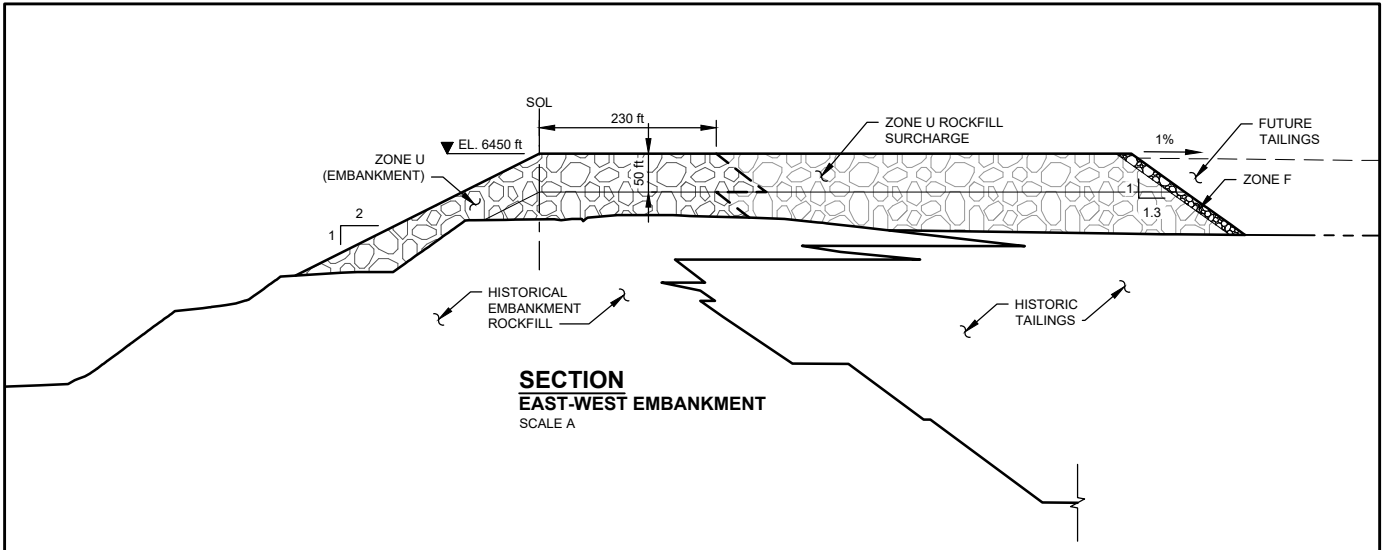 SOL
230 ft
EL. 6450 ft
ZONE U
(EMBANKMENT)
50 ft
ZONE U ROCKFILL
SURCHARGE
1%
FUTURE
TAILINGS
ZONE F
2
1
1
1.3
HISTORICAL
EMBANKMENT
ROCKFILL
HISTORIC
TAILINGS
SECTION
EAST-WEST EMBANKMENT
SCALE A